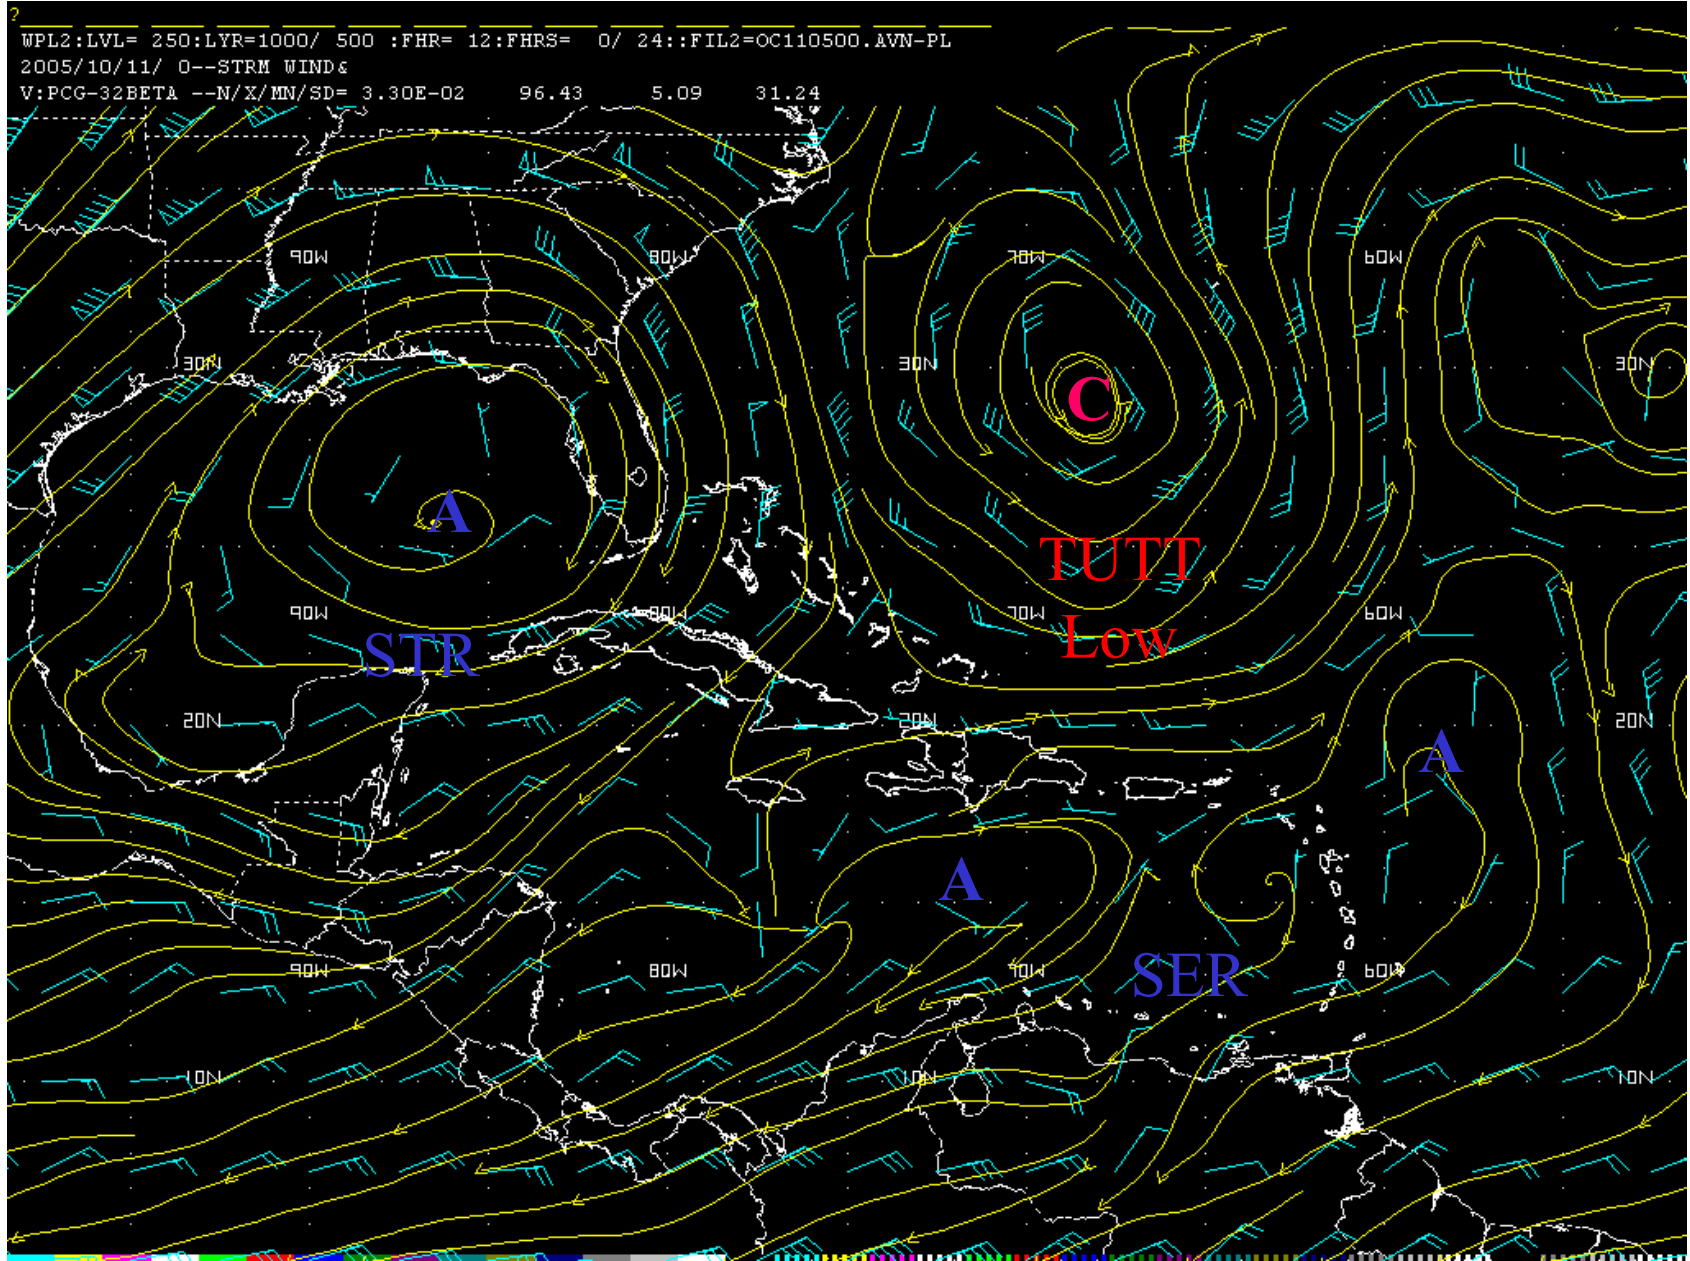 ?
WPL2:LVL= 250:LYR=1000/ 500 :FHR= 12:FHRS=  0/ 24::FIL2=OC110500.AVN-PL
2005/10/11/ 0--STRM WIND&
V:PCG-32BETA --N/X/MN/SD= 3.30E-02 96.43 5.09 31.24
90W 80W 70W 60W
30N 30N 30N
C
A
TUTT
90W 80W 70W 60W
STR Low
20N 20N 20N
A
A
90W 80W 70W 60W
SER
10N 10N 10N